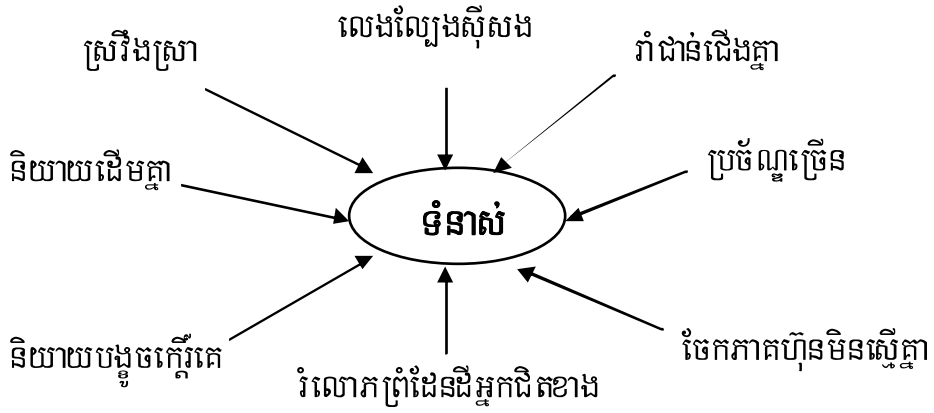 លេងល្បែងស៊ីសង
ស្រវឹងស្រា
រាំជាន់ជើងគ្នា
និយាយដើមគ្នា
ប្រច័ណ្ឌច្រើន
ទំនាស់
និយាយបង្ខូចកេ្តរ៍គេ
ចែកភាគហ៊ុនមិនស្មើគ្នា
រំលោភព្រំដែនដីអ្នកជិតខាង